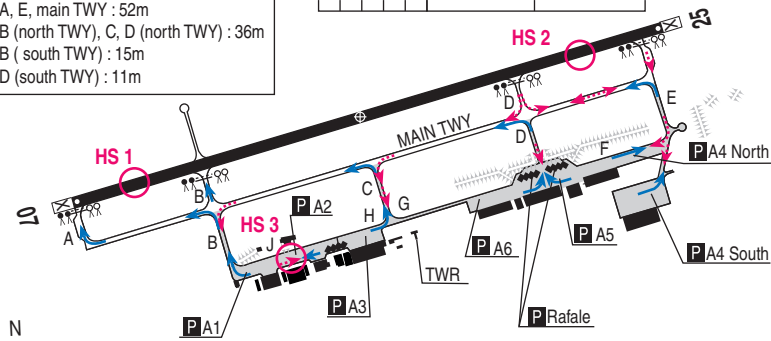 A, E, main TWY : 52m
B (north TWY), C, D (north TWY) : 36m
B ( south TWY) : 15m
D (south TWY) : 11m
25
HS 2
D
E
MAIN TWY
HS 1
D
F
P A4 North
B
C
07
HS 3
P A2
G
A
B
J
H
P A6
P A5
P A4 South
TWR
N
P A1
P A3
P Rafale